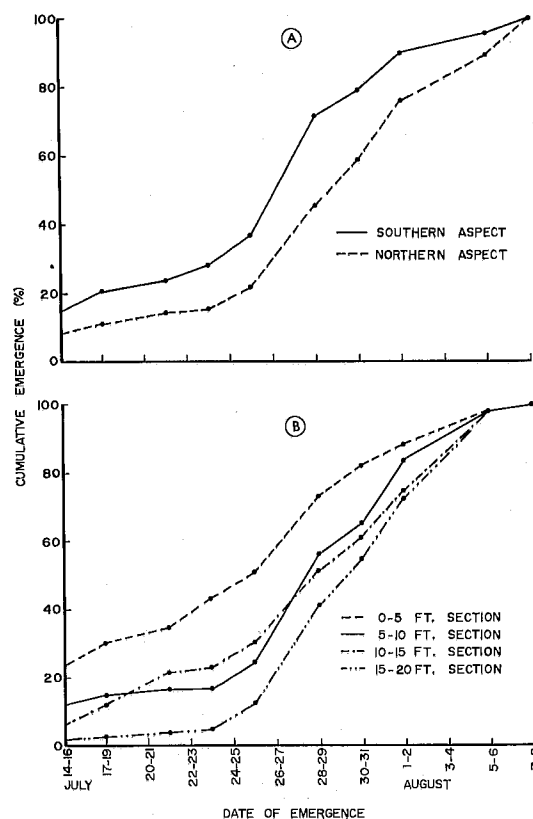 100
80
60
40
20
0
A
SOUTHERN ASPECT
NORTHERN ASPECT
CUMULATIVE EMERGENCE (%)
100
80
60
40
20
0
B
0-5 FT. SECTION
5-10 FT. SECTION
10-15 FT. SECTION
15-20 FT. SECTION
14-16
17-19
20-21
22-23
24-25
26-27
28-29
30-31
1-2
3-4
5-6
7-8
JULY
AUGUST
DATE OF EMERGENCE